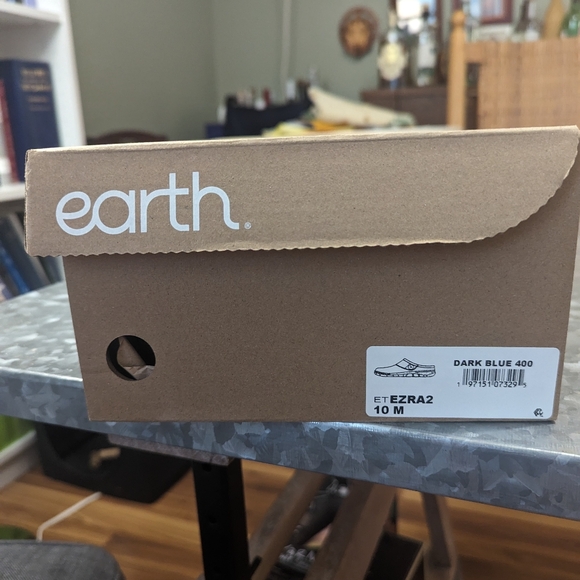 earth®
DARK BLUE 400
1 97151 07329 5
ET EZRA2
10 M